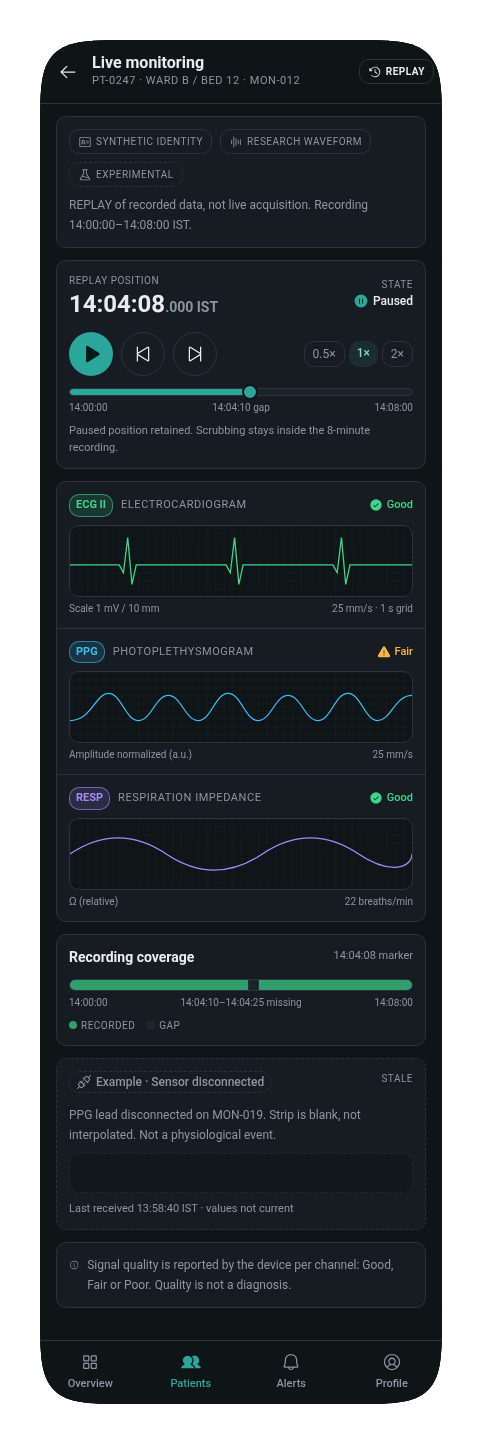 Live monitoring
PT-0247 · WARD B / BED 12 · MON-012
REPLAY
SYNTHETIC IDENTITY
RESEARCH WAVEFORM
EXPERIMENTAL
REPLAY of recorded data, not live acquisition. Recording
14:00:00–14:08:00 IST.
REPLAY POSITION
14:04:08.000 IST
STATE
Paused
0.5×
1×
2×
14:00:00
14:04:10 gap
14:08:00
Paused position retained. Scrubbing stays inside the 8-minute
recording.
ECG II
ELECTROCARDIOGRAM
Good
Scale 1 mV / 10 mm
25 mm/s · 1 s grid
PPG
PHOTOPLETHYSMOGRAM
Fair
Amplitude normalized (a.u.)
25 mm/s
RESP
RESPIRATION IMPEDANCE
Good
Ω (relative)
22 breaths/min
Recording coverage
14:04:08 marker
14:00:00
14:04:10–14:04:25 missing
14:08:00
RECORDED
GAP
Example · Sensor disconnected
STALE
PPG lead disconnected on MON-019. Strip is blank, not
interpolated. Not a physiological event.
Last received 13:58:40 IST · values not current
Signal quality is reported by the device per channel: Good,
Fair or Poor. Quality is not a diagnosis.
Overview
Patients
Alerts
Profile